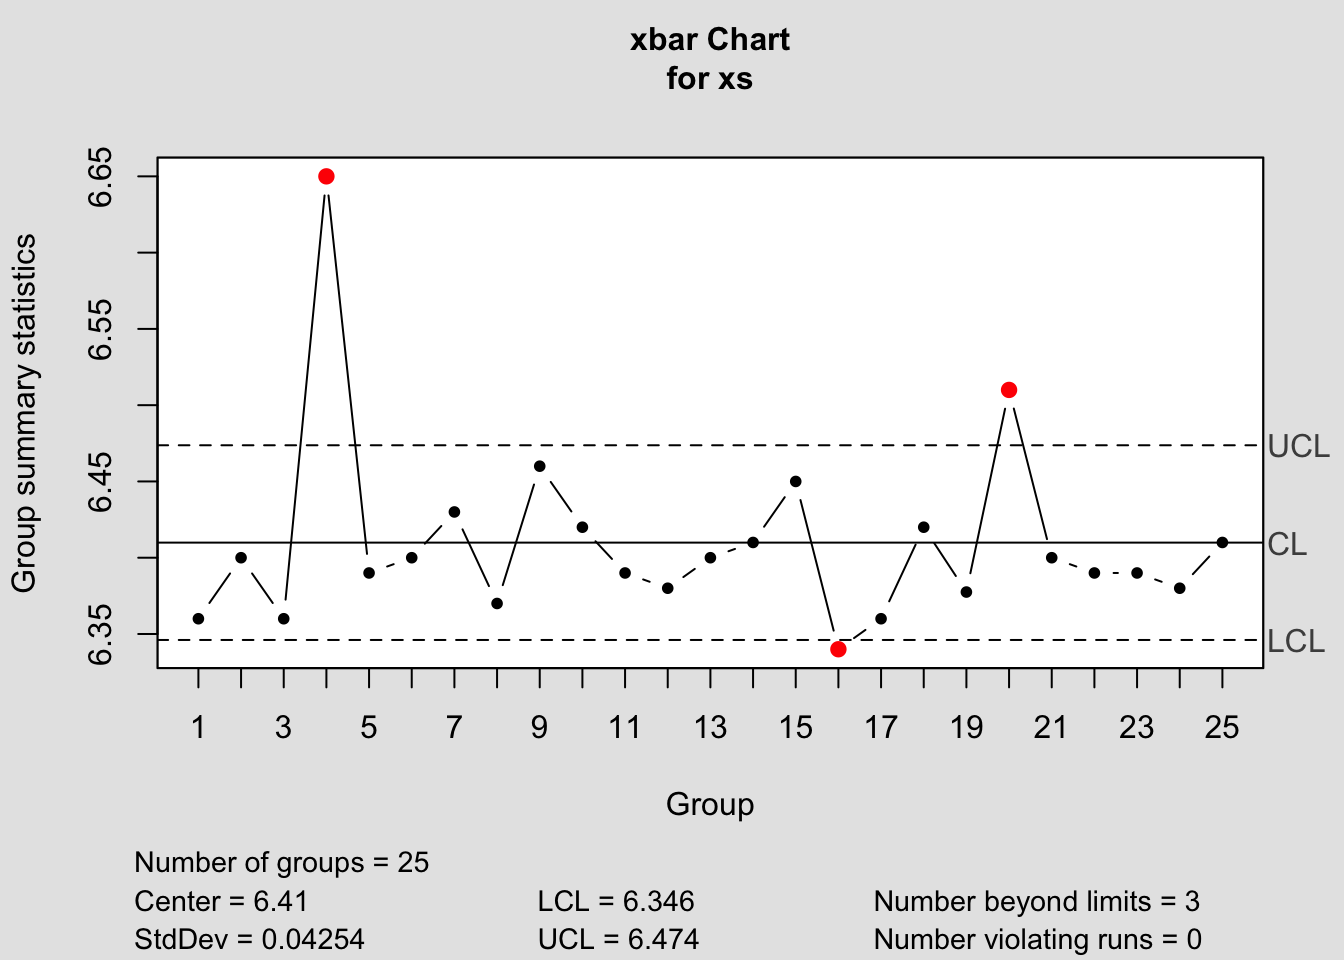 xbar Chart
for xs
Group summary statistics
6.65
6.55
6.45
6.35
UCL
CL
LCL
1 3 5 7 9 11 13 15 17 19 21 23 25
Group
Number of groups = 25
Center = 6.41 LCL = 6.346 Number beyond limits = 3
StdDev = 0.04254 UCL = 6.474 Number violating runs = 0